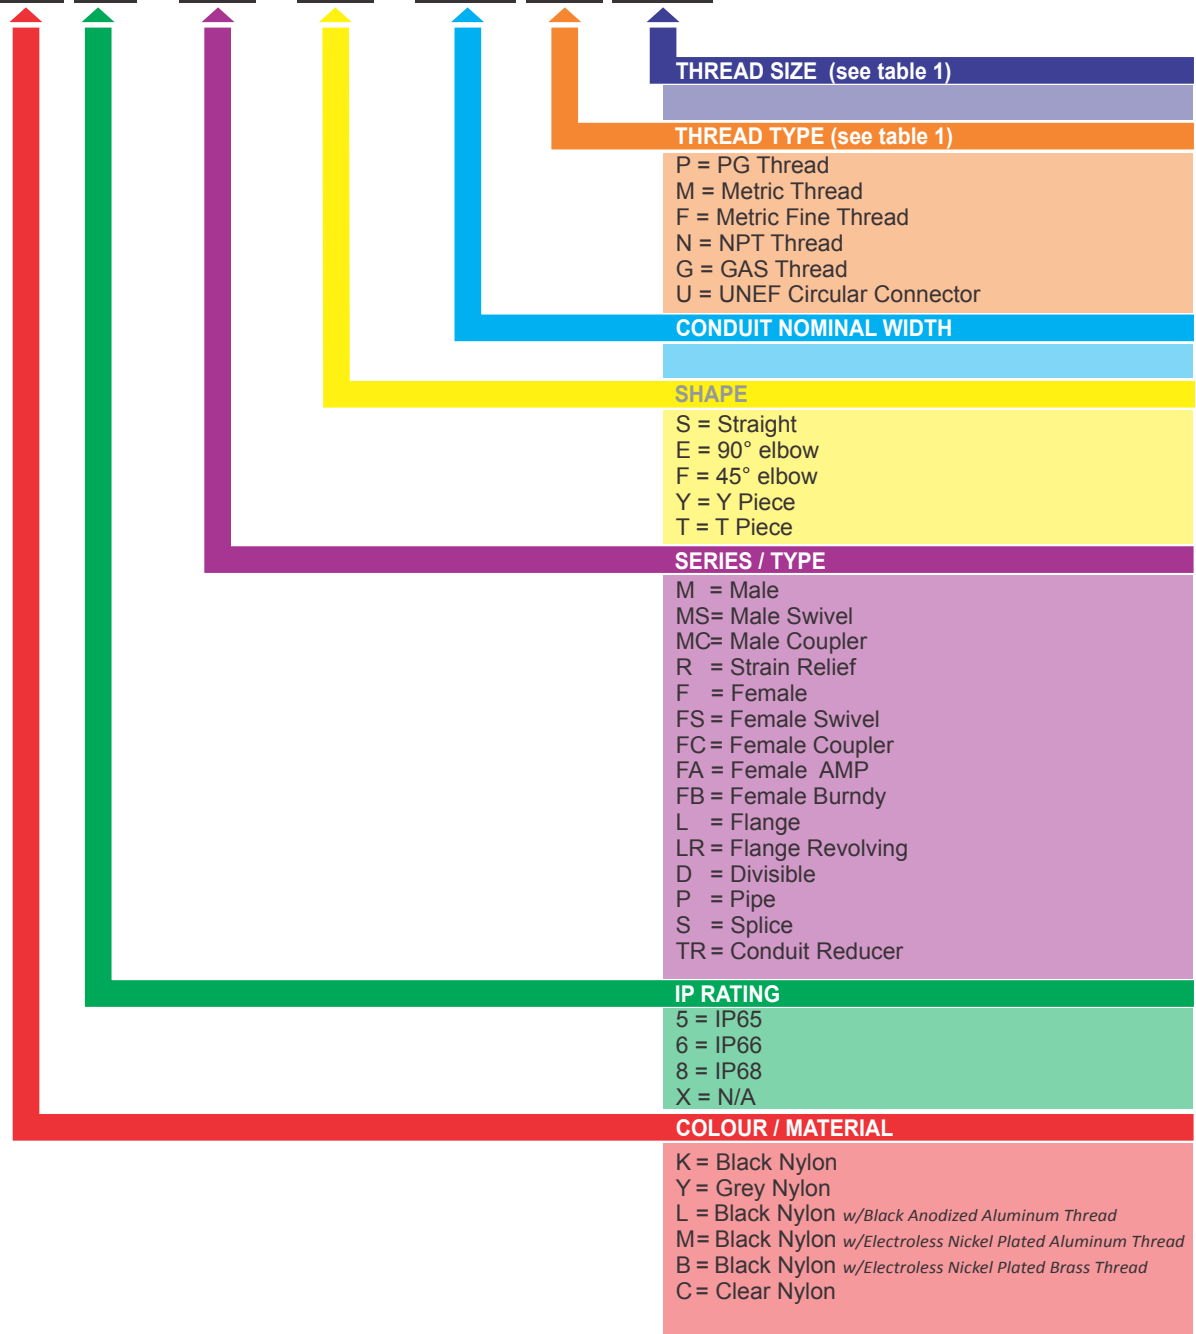 THREAD SIZE (see table 1)
THREAD TYPE (see table 1)
P = PG Thread
M = Metric Thread
F = Metric Fine Thread
N = NPT Thread
G = GAS Thread
U = UNEF Circular Connector
CONDUIT NOMINAL WIDTH
SHAPE
S = Straight
E = 90° elbow
F = 45° elbow
Y = Y Piece
T = T Piece
SERIES / TYPE
M = Male
MS= Male Swivel
MC= Male Coupler
R = Strain Relief
F = Female
FS = Female Swivel
FC = Female Coupler
FA = Female AMP
FB = Female Burndy
L = Flange
LR = Flange Revolving
D = Divisible
P = Pipe
S = Splice
TR = Conduit Reducer
IP RATING
5 = IP65
6 = IP66
8 = IP68
X = N/A
COLOUR / MATERIAL
K = Black Nylon
Y = Grey Nylon
L = Black Nylon w/Black Anodized Aluminum Thread
M= Black Nylon w/Electroless Nickel Plated Aluminum Thread
B = Black Nylon w/Electroless Nickel Plated Brass Thread
C = Clear Nylon